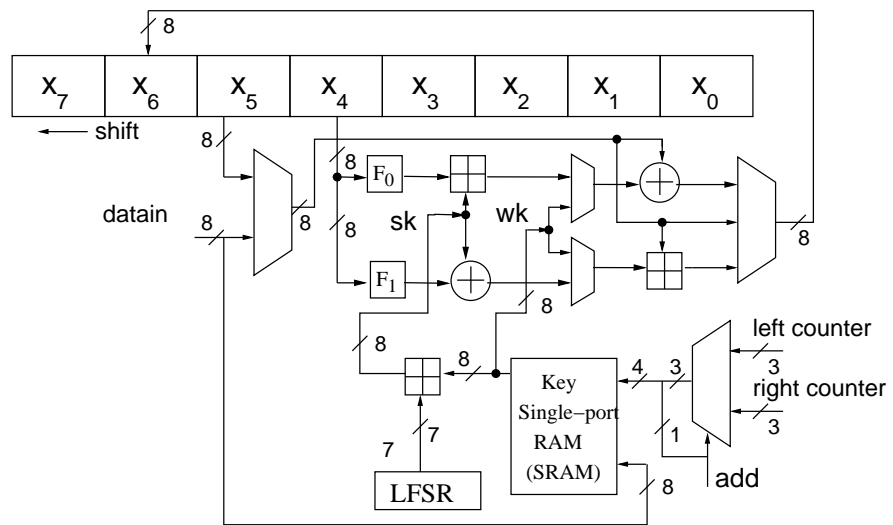 8
X7 X6 X5 X4 X3 X2 X1 X0
shift
8
8
F0
datain
8
8
sk
wk
8
8
F1
8
left counter
8
8
4
3
3
Key
Single-port
RAM
(SRAM)
right counter
3
7
7
1
LFSR
8
add